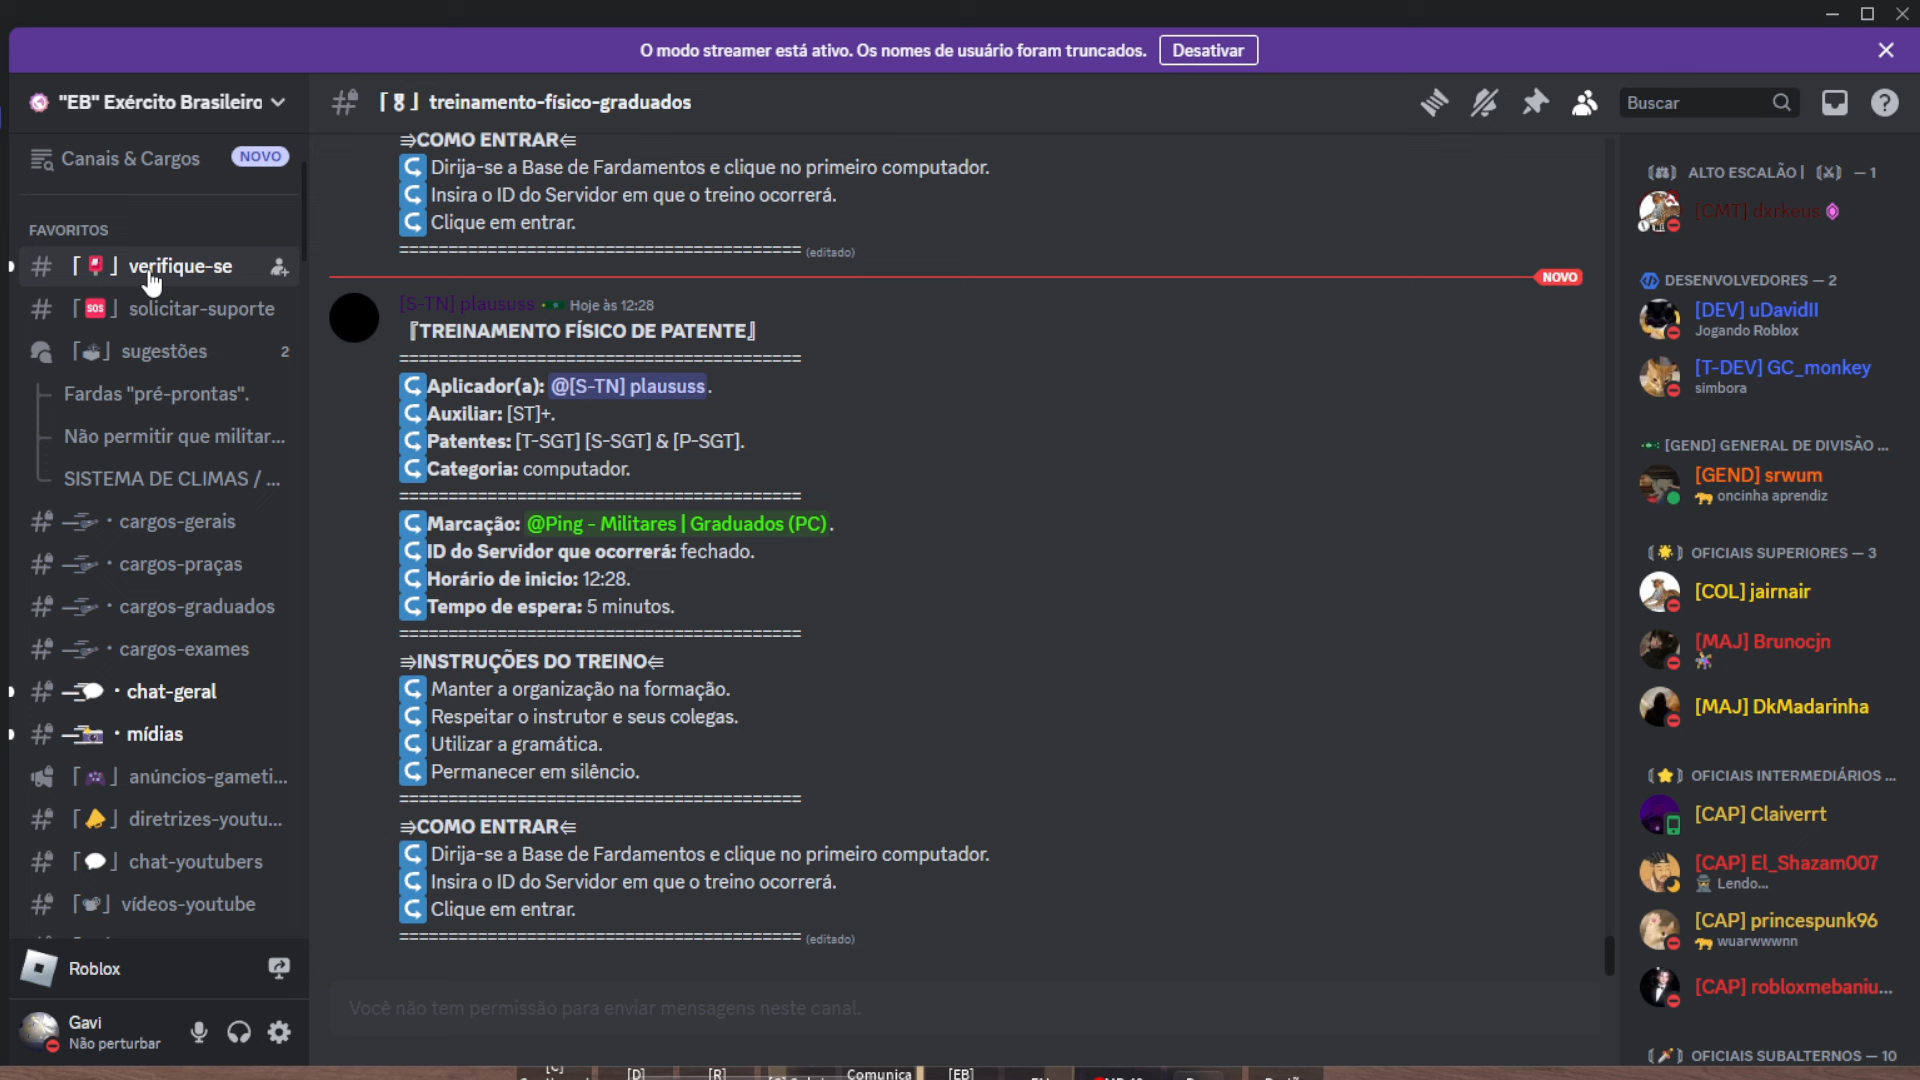 O modo streamer está ativo. Os nomes de usuário foram truncados. Desativar
"EB" Exército Brasileiro
Canais & Cargos NOVO
FAVORITOS
verifique-se
SOS solicitar-suporte
sugestões 2
Fardas "pré-prontas".
Não permitir que militar...
SISTEMA DE CLIMAS / ...
cargos-gerais
cargos-praças
cargos-graduados
cargos-exames
chat-geral
mídias
anúncios-gameti...
diretrizes-youtu...
chat-youtubers
vídeos-youtube
Roblox
Gavi
Não perturbar
treinamento-físico-graduados
Buscar
⇛COMO ENTRAR⇚
Dirija-se a Base de Fardamentos e clique no primeiro computador.
Insira o ID do Servidor em que o treino ocorrerá.
Clique em entrar.
========================================= (editado)
NOVO
[S-TN] plaususs Hoje às 12:28
『TREINAMENTO FÍSICO DE PATENTE』
=========================================
Aplicador(a): @[S-TN] plaususs.
Auxiliar: [ST]+.
Patentes: [T-SGT] [S-SGT] & [P-SGT].
Categoria: computador.
=========================================
Marcação: @Ping - Militares | Graduados (PC).
ID do Servidor que ocorrerá: fechado.
Horário de inicio: 12:28.
Tempo de espera: 5 minutos.
=========================================
⇛INSTRUÇÕES DO TREINO⇚
Manter a organização na formação.
Respeitar o instrutor e seus colegas.
Utilizar a gramática.
Permanecer em silêncio.
=========================================
⇛COMO ENTRAR⇚
Dirija-se a Base de Fardamentos e clique no primeiro computador.
Insira o ID do Servidor em que o treino ocorrerá.
Clique em entrar.
========================================= (editado)
Você não tem permissão para enviar mensagens neste canal.
ALTO ESCALÃO | — 1
[CMT] dxrkeus
DESENVOLVEDORES — 2
[DEV] uDavidII
Jogando Roblox
[T-DEV] GC_monkey
simbora
[GEND] GENERAL DE DIVISÃO ...
[GEND] srwum
oncinha aprendiz
OFICIAIS SUPERIORES — 3
[COL] jairnair
[MAJ] Brunocjn
[MAJ] DkMadarinha
OFICIAIS INTERMEDIÁRIOS ...
[CAP] Claiverrt
[CAP] El_Shazam007
Lendo...
[CAP] princespunk96
wuarwwwnn
[CAP] robloxmebaniu...
OFICIAIS SUBALTERNOS — 10
[C] [D] [R] Comunica [EB]